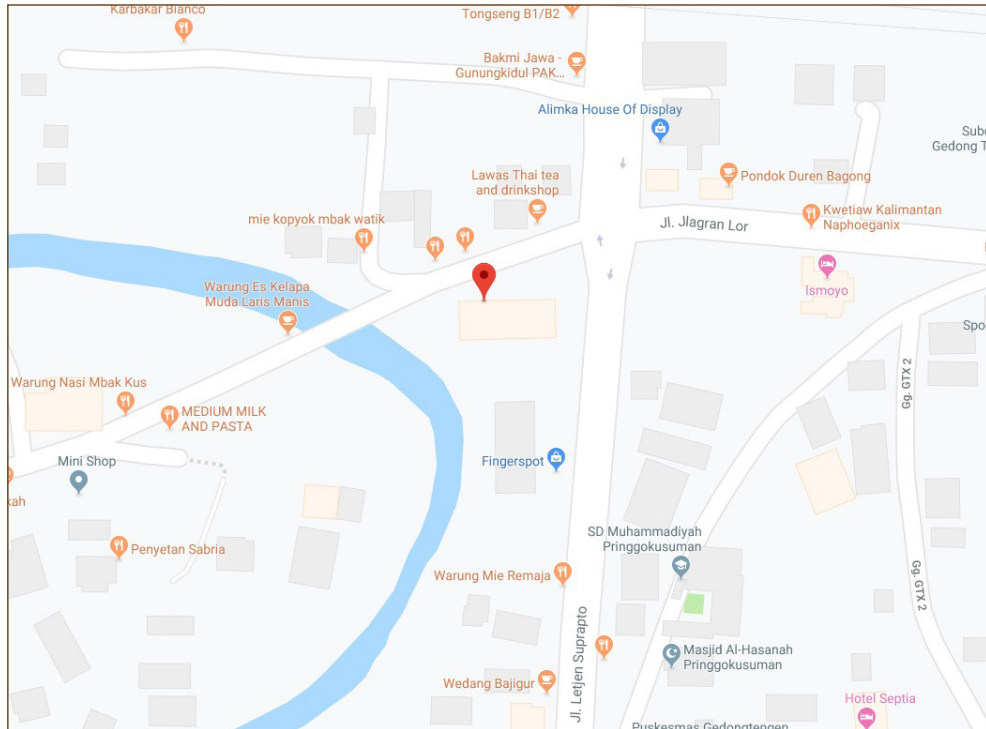 Karbakar Bianco
Tongseng B1/B2
Bakmi Jawa -
Gunungkidul PAK...
Alimka House Of Display
Gedong T
Lawas Thai tea
and drinkshop
Pondok Duren Bagong
mie kopyok mbak watik
Jl. Jlagran Lor
Kwetiaw Kalimantan
Naphoeganix
Warung Es Kelapa
Muda Laris Manis
Ismoyo
Warung Nasi Mbak Kus
MEDIUM MILK
AND PASTA
Gg. GTX 2
Mini Shop
Fingerspot
SD Muhammadiyah
Pringgokusuman
Penyetan Sabria
Warung Mie Remaja
Gg. GTX 2
Jl. Letjen Suprapto
Masjid Al-Hasanah
Pringgokusuman
Wedang Bajigur
Hotel Septia
Puskesmas Gedongtengen